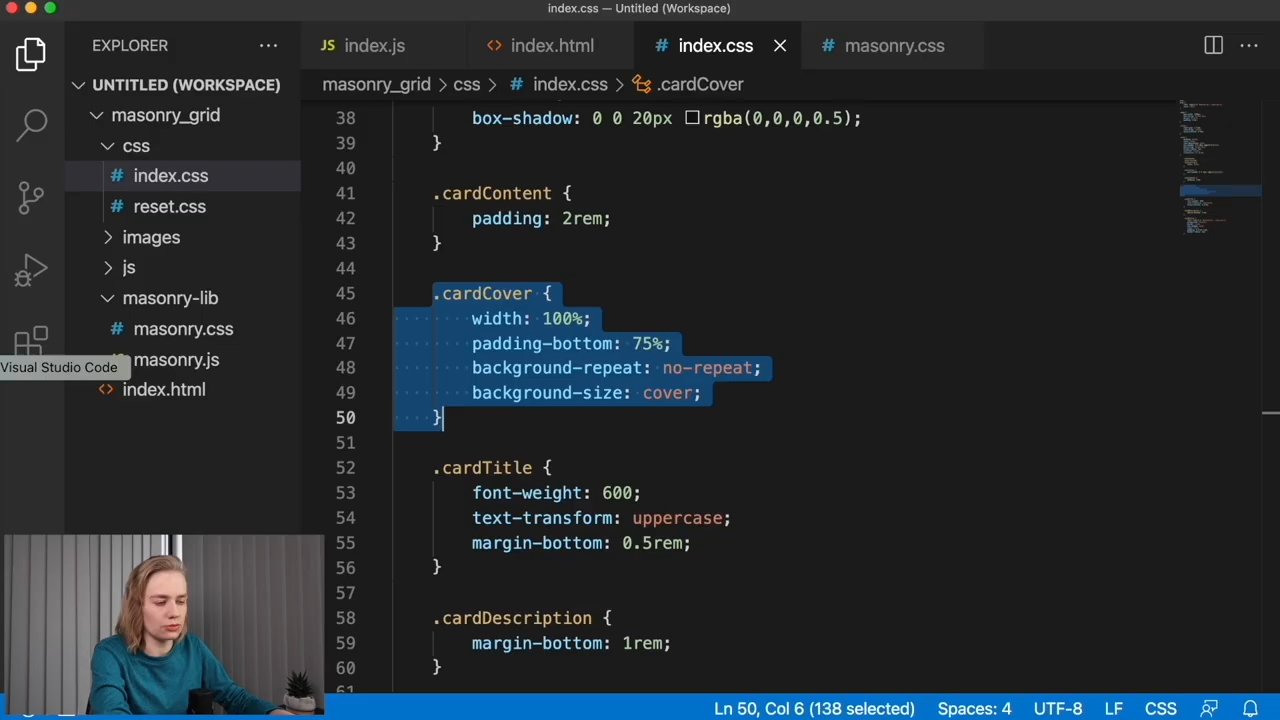 index.css — Untitled (Workspace)
EXPLORER
JS index.js
<> index.html
# index.css
# masonry.css
UNTITLED (WORKSPACE)
masonry_grid
css
# index.css
# reset.css
images
js
masonry-lib
# masonry.css
masonry.js
<> index.html
Visual Studio Code
masonry_grid > css > # index.css > .cardCover
38 box-shadow: 0 0 20px rgba(0,0,0,0.5);
39 }
40
41 .cardContent {
42 padding: 2rem;
43 }
44
45 .cardCover {
46 width: 100%;
47 padding-bottom: 75%;
48 background-repeat: no-repeat;
49 background-size: cover;
50 }
51
52 .cardTitle {
53 font-weight: 600;
54 text-transform: uppercase;
55 margin-bottom: 0.5rem;
56 }
57
58 .cardDescription {
59 margin-bottom: 1rem;
60 }
61
Ln 50, Col 6 (138 selected) Spaces: 4 UTF-8 LF CSS